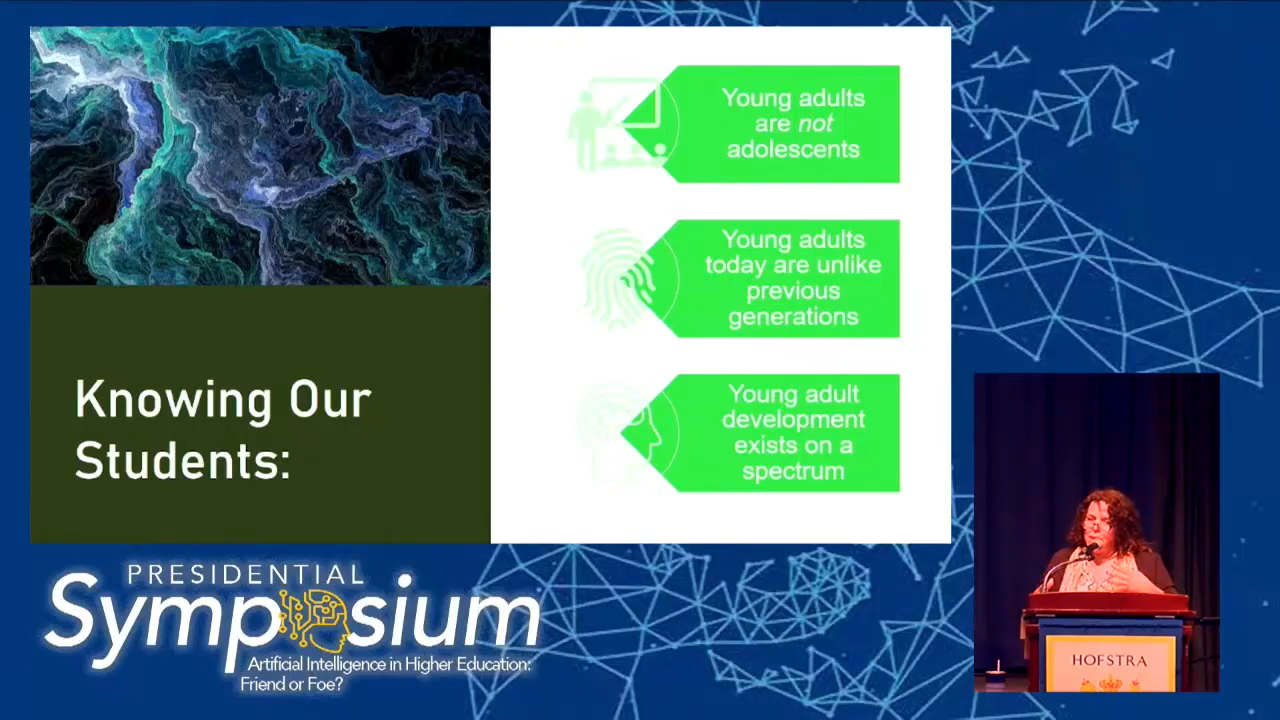 Young adults
are not
adolescents
Young adults
today are unlike
previous
generations
Young adult
development
exists on a
spectrum
Knowing Our
Students:
PRESIDENTIAL
Symposium
Artificial Intelligence in Higher Education:
Friend or Foe?
HOFSTRA